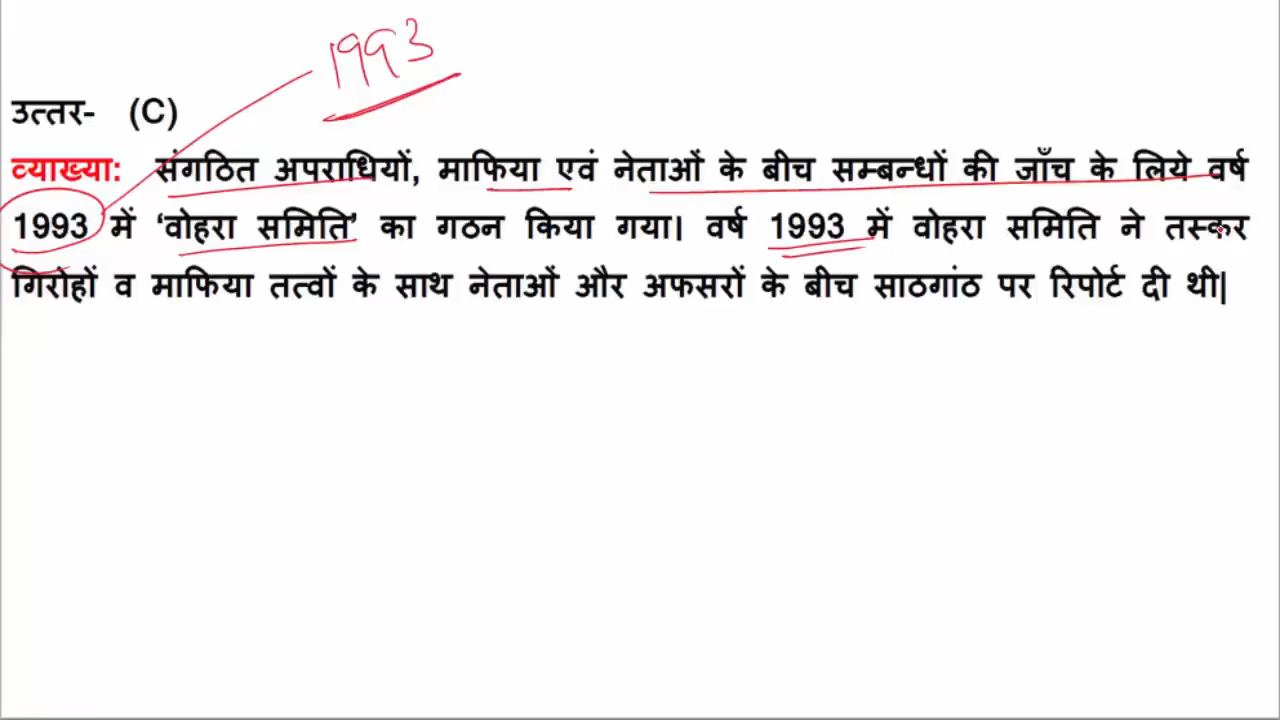 1993
उत्तर- (C)
व्याख्या: संगठित अपराधियों, माफिया एवं नेताओं के बीच सम्बन्धों की जाँच के लिये वर्ष
1993 में ‘वोहरा समिति’ का गठन किया गया। वर्ष 1993 में वोहरा समिति ने तस्कर
गिरोहों व माफिया तत्वों के साथ नेताओं और अफसरों के बीच साठगांठ पर रिपोर्ट दी थी|